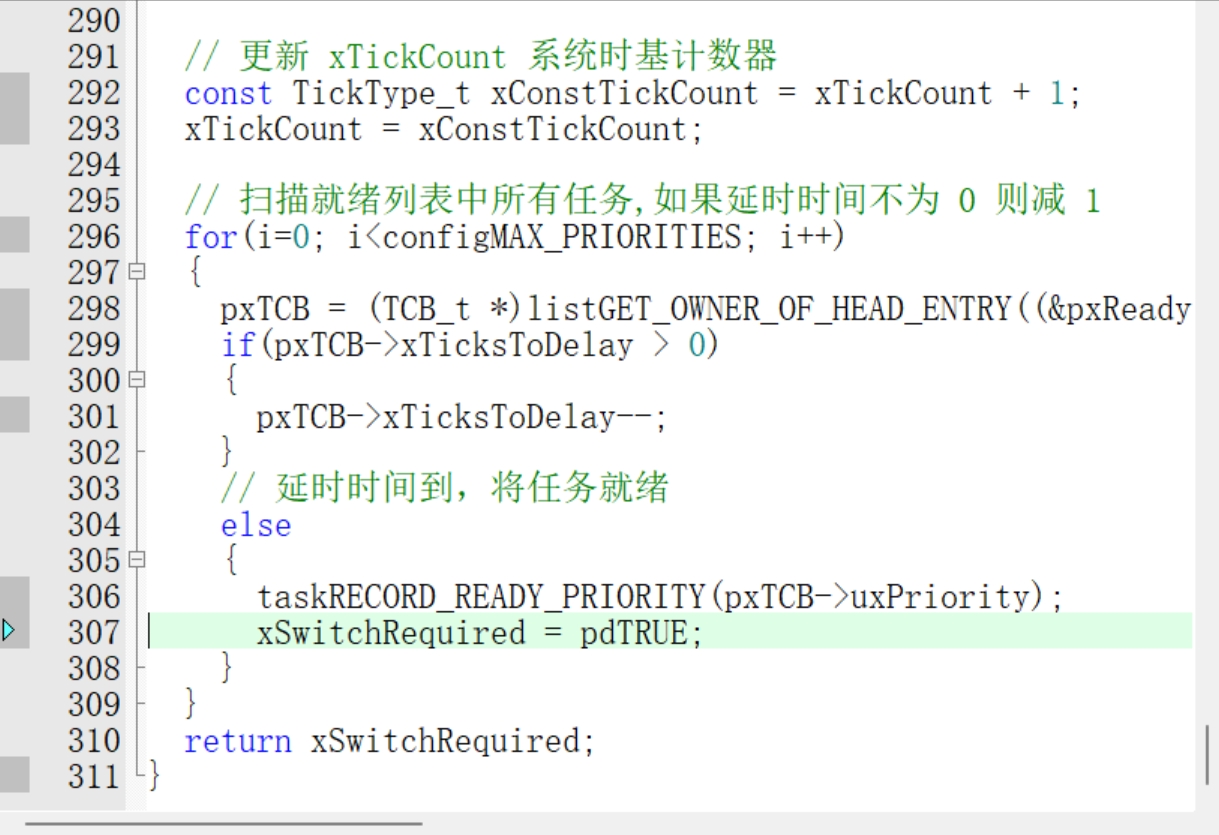 290
291 // 更新 xTickCount 系统时基计数器
292 const TickType_t xConstTickCount = xTickCount + 1;
293 xTickCount = xConstTickCount;
294
295 // 扫描就绪列表中所有任务,如果延时时间不为 0 则减 1
296 for(i=0; i<configMAX_PRIORITIES; i++)
297 {
298 pxTCB = (TCB_t *)listGET_OWNER_OF_HEAD_ENTRY((&pxReady
299 if(pxTCB->xTicksToDelay > 0)
300 {
301 pxTCB->xTicksToDelay--;
302 }
303 // 延时时间到，将任务就绪
304 else
305 {
306 taskRECORD_READY_PRIORITY(pxTCB->uxPriority);
307 xSwitchRequired = pdTRUE;
308 }
309 }
310 return xSwitchRequired;
311 }